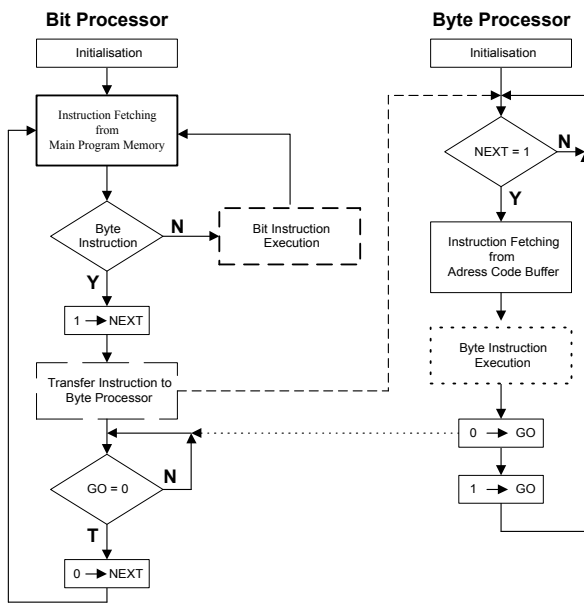 Bit Processor
Initialisation
Instruction Fetching
from
Main Program Memory
Byte
Instruction
N
Y
Bit Instruction
Execution
1 → NEXT
Transfer Instruction to
Byte Processor
GO = 0
N
T
0 → NEXT
Byte Processor
Initialisation
NEXT = 1
N
Y
Instruction Fetching
from
Adress Code Buffer
Byte Instruction
Execution
0 → GO
1 → GO